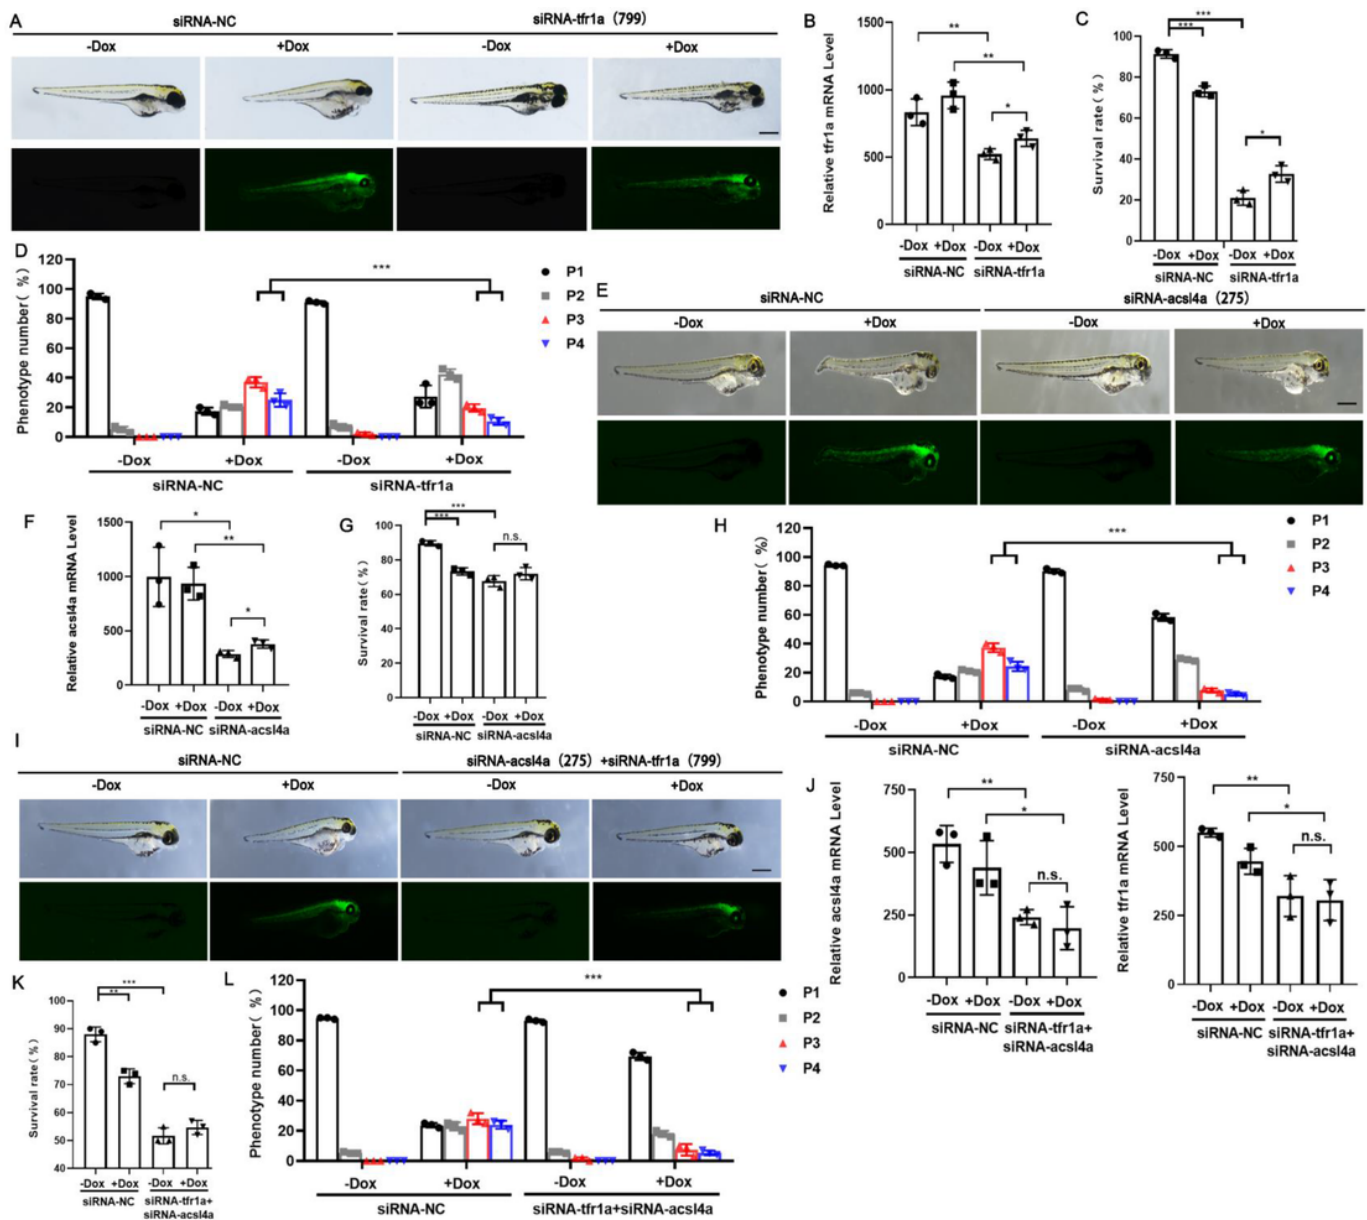 A
siRNA-NC
siRNA-tfr1a (799)
-Dox
+Dox
-Dox
+Dox
B
Relative tfr1a mRNA Level
1500
1000
500
0
**
**
*
-Dox +Dox -Dox +Dox
siRNA-NC siRNA-tfr1a
C
Survival rate ( % )
100
80
60
40
20
0
***
***
*
-Dox
+Dox
-Dox
+Dox
siRNA-NC
siRNA-tfr1a
D
Phenotype number ( % )
120
100
80
60
40
20
0
***
P1
P2
P3
P4
-Dox
+Dox
-Dox
+Dox
siRNA-NC
siRNA-tfr1a
E
siRNA-NC
siRNA-acsl4a (275)
-Dox
+Dox
-Dox
+Dox
F
Relative acsl4a mRNA Level
1500
1000
500
0
*
**
*
-Dox +Dox -Dox +Dox
siRNA-NC siRNA-acsl4a
G
Survival rate ( % )
100
80
60
40
20
0
***
***
n.s.
-Dox +Dox -Dox +Dox
siRNA-NC siRNA-acsl4a
H
Phenotype number ( %)
120
100
80
60
40
20
0
***
P1
P2
P3
P4
-Dox
+Dox
-Dox
+Dox
siRNA-NC
siRNA-acsl4a
I
siRNA-NC
siRNA-acsl4a (275) +siRNA-tfr1a (799)
-Dox
+Dox
-Dox
+Dox
J
Relative acsl4a mRNA Level
750
500
250
0
**
*
n.s.
-Dox +Dox -Dox +Dox
siRNA-NC siRNA-tfr1a+
siRNA-acsl4a
Relative tfr1a mRNA Level
750
500
250
0
**
*
n.s.
-Dox +Dox -Dox +Dox
siRNA-NC siRNA-tfr1a+
siRNA-acsl4a
K
Survival rate ( % )
100
90
80
70
60
50
40
***
**
n.s.
-Dox +Dox -Dox +Dox
siRNA-NC siRNA-tfr1a+
siRNA-acsl4a
L
Phenotype number ( % )
120
100
80
60
40
20
0
***
P1
P2
P3
P4
-Dox
+Dox
-Dox
+Dox
siRNA-NC
siRNA-tfr1a+siRNA-acsl4a